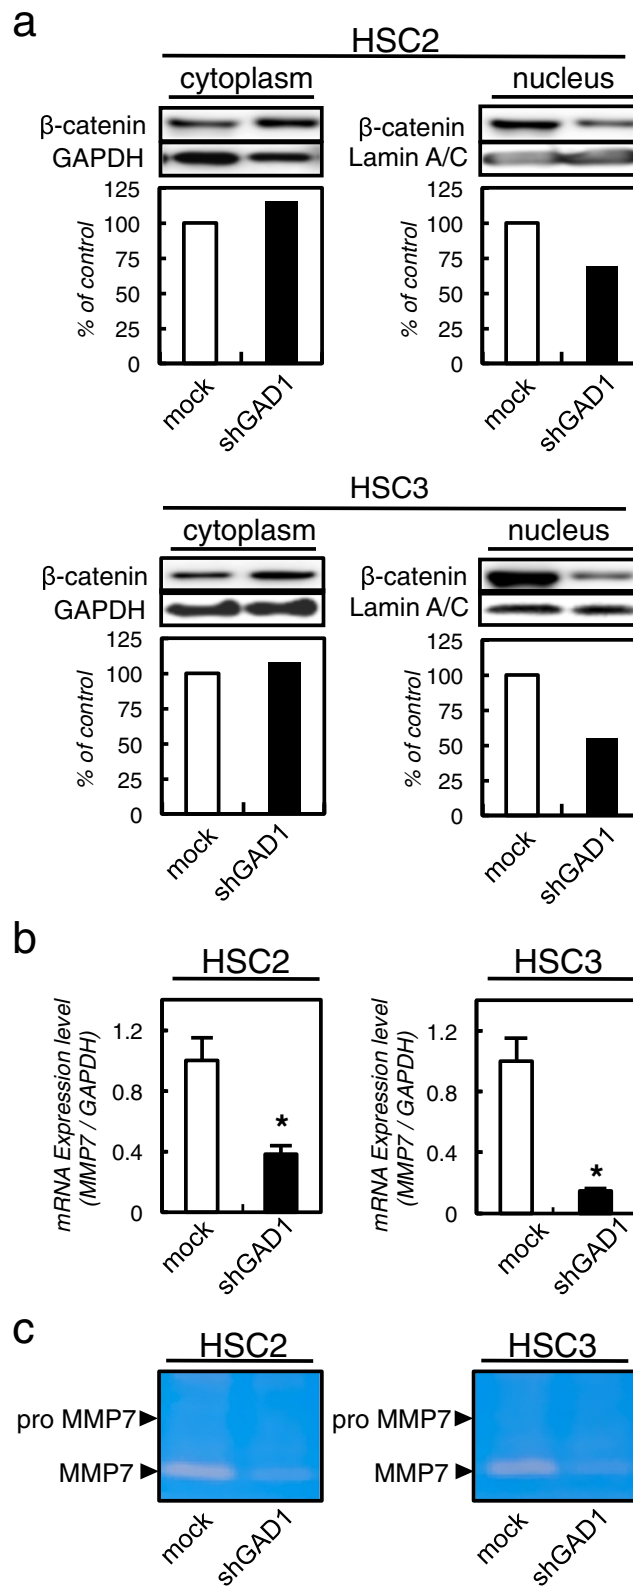 a
HSC2
cytoplasm nucleus
β-catenin β-catenin
GAPDH Lamin A/C
% of control 125 100 75 50 25 0
% of control 125 100 75 50 25 0
mock shGAD1 mock shGAD1
HSC3
cytoplasm nucleus
β-catenin β-catenin
GAPDH Lamin A/C
% of control 125 100 75 50 25 0
% of control 125 100 75 50 25 0
mock shGAD1 mock shGAD1
b
HSC2 HSC3
mRNA Expression level
(MMP7 / GAPDH)
1.2 0.8 0.4 0
*
mRNA Expression level
(MMP7 / GAPDH)
1.2 0.8 0.4 0
*
mock shGAD1 mock shGAD1
c
HSC2 HSC3
pro MMP7 pro MMP7
MMP7 MMP7
mock shGAD1 mock shGAD1